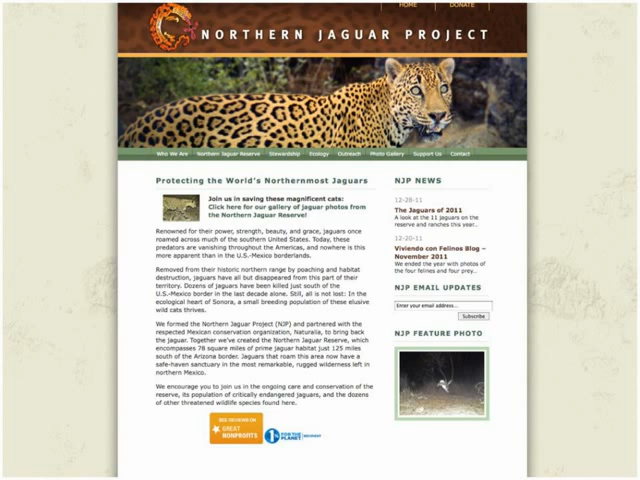 HOME DONATE
NORTHERN JAGUAR PROJECT
Who We Are Northern Jaguar Reserve Stewardship Ecology Outreach Photo Gallery Support Us Contact
Protecting the World's Northernmost Jaguars
Join us in saving these magnificent cats:
Click here for our gallery of jaguar photos from
the Northern Jaguar Reserve!
Renowned for their power, strength, beauty, and grace, jaguars once
roamed across much of the southern United States. Today, these
predators are vanishing throughout the Americas, and nowhere is this
more apparent than in the U.S.-Mexico borderlands.
Removed from their historic northern range by poaching and habitat
destruction, jaguars have all but disappeared from this part of their
territory. Dozens of jaguars have been killed just south of the
U.S.-Mexico border in the last decade alone. Still, all is not lost: In the
ecological heart of Sonora, a small breeding population of these elusive
wild cats thrives.
We formed the Northern Jaguar Project (NJP) and partnered with the
respected Mexican conservation organization, Naturalia, to bring back
the jaguar. Together we've created the Northern Jaguar Reserve, which
encompasses 78 square miles of prime jaguar habitat just 125 miles
south of the Arizona border. Jaguars that roam this area now have a
safe-haven sanctuary in the most remarkable, rugged wilderness left in
northern Mexico.
We encourage you to join us in the ongoing care and conservation of the
reserve, its population of critically endangered jaguars, and the dozens
of other threatened wildlife species found here.
SEE REVIEWS ON
GREAT
NONPROFITS
1% FOR THE
PLANET
NJP NEWS
12-28-11
The Jaguars of 2011
A look at the 11 jaguars on the
reserve and ranches this year..
12-20-11
Viviendo con Felinos Blog –
November 2011
We ended the year with photos of
the four felines and four prey..
NJP EMAIL UPDATES
Enter your email address...
Subscribe
NJP FEATURE PHOTO